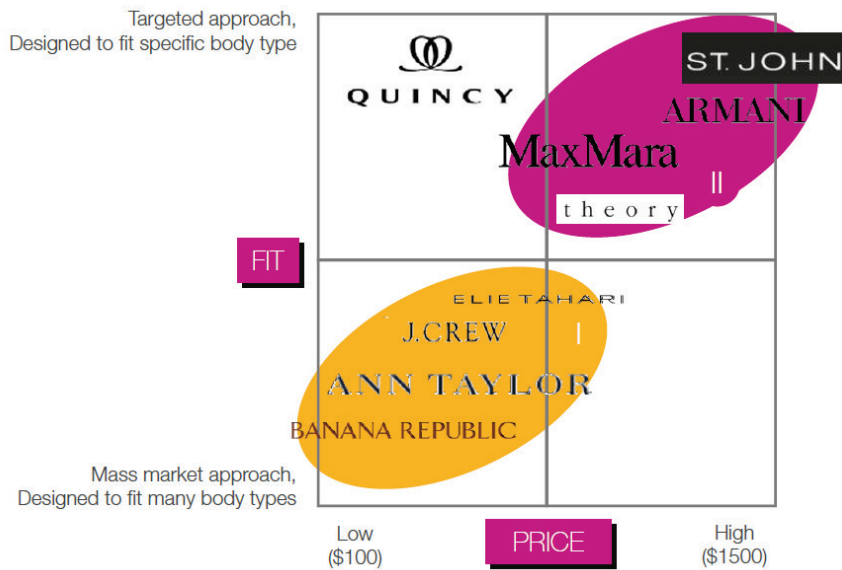 Targeted approach,
Designed to fit specific body type
QUINCY
ST. JOHN
ARMANI
MaxMara
II
theory
FIT
ELIE TAHARI
J.CREW
I
ANN TAYLOR
BANANA REPUBLIC
Mass market approach,
Designed to fit many body types
Low
($100)
PRICE
High
($1500)